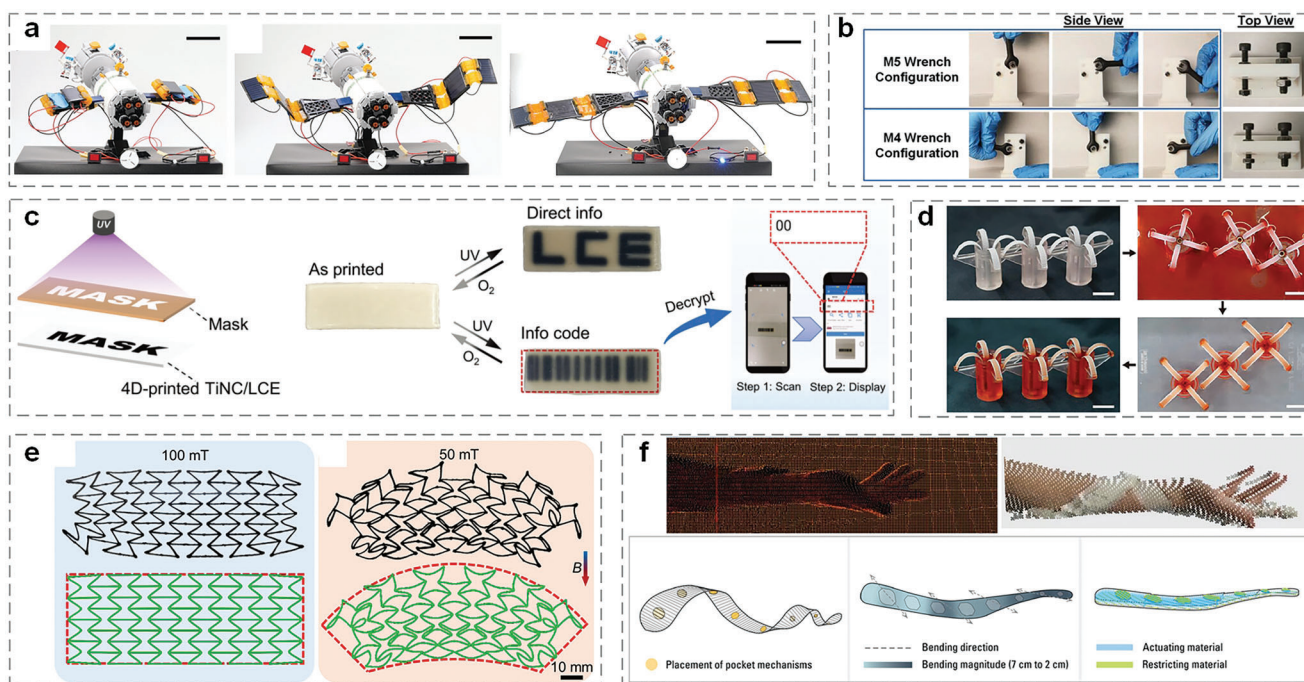 a
b
Side View
Top View
M5 Wrench
Configuration
M4 Wrench
Configuration
c
UV
MASK
Mask
MASK
4D-printed TiNC/LCE
As printed
UV
O2
UV
O2
Direct info
LCE
Info code
Decrypt
00
Step 1: Scan
Step 2: Display
d
e
100 mT
50 mT
B
10 mm
f
Placement of pocket mechanisms
Bending direction
Bending magnitude (7 cm to 2 cm)
Actuating material
Restricting material